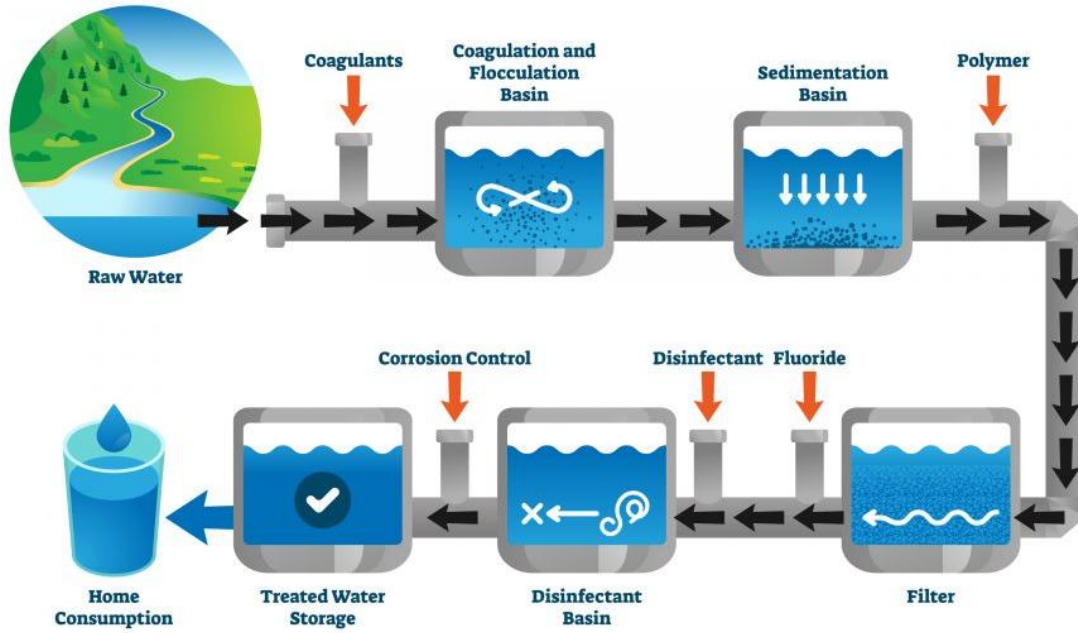 Coagulants
Coagulation and
Flocculation
Basin
Sedimentation
Basin
Polymer
Raw Water
Corrosion Control
Disinfectant
Fluoride
Home
Consumption
Treated Water
Storage
Disinfectant
Basin
Filter